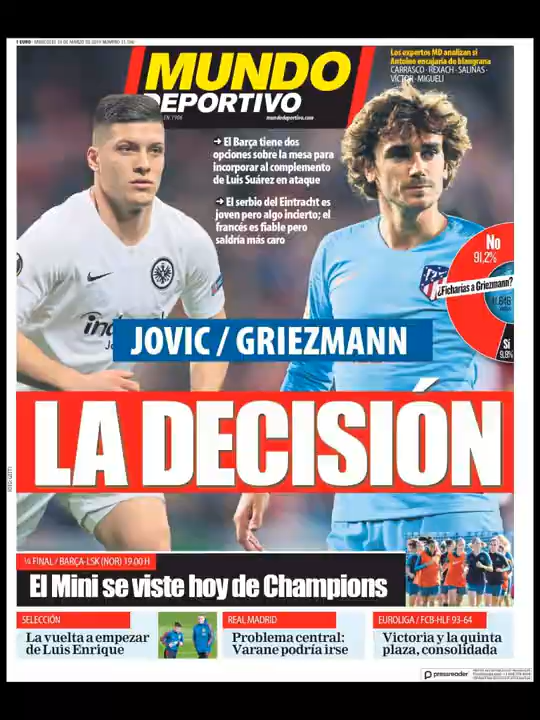 1 EURO
Los expertos MD analizan si
Antoine encajaría de blaugrana
CARRASCO · REXACH · SALINAS ·
VÍCTOR · MIGUELI
MUNDO
DEPORTIVO
mundodeportivo.com
➔ El Barça tiene dos
opciones sobre la mesa para
incorporar al complemento
de Luis Suárez en ataque
➔ El serbio del Eintracht es
joven pero algo incierto; el
francés es fiable pero
saldría más caro
No
91,2%
¿Ficharías a Griezmann?
Sí
JOVIC / GRIEZMANN
LA DECISIÓN
¼ FINAL / BARÇA-LSK (NOR) 19.00 H
El Mini se viste hoy de Champions
SELECCIÓN
La vuelta a empezar
de Luis Enrique
REAL MADRID
Problema central:
Varane podría irse
EUROLIGA / FCB-HLF 93-64
Victoria y la quinta
plaza, consolidada
pressreader